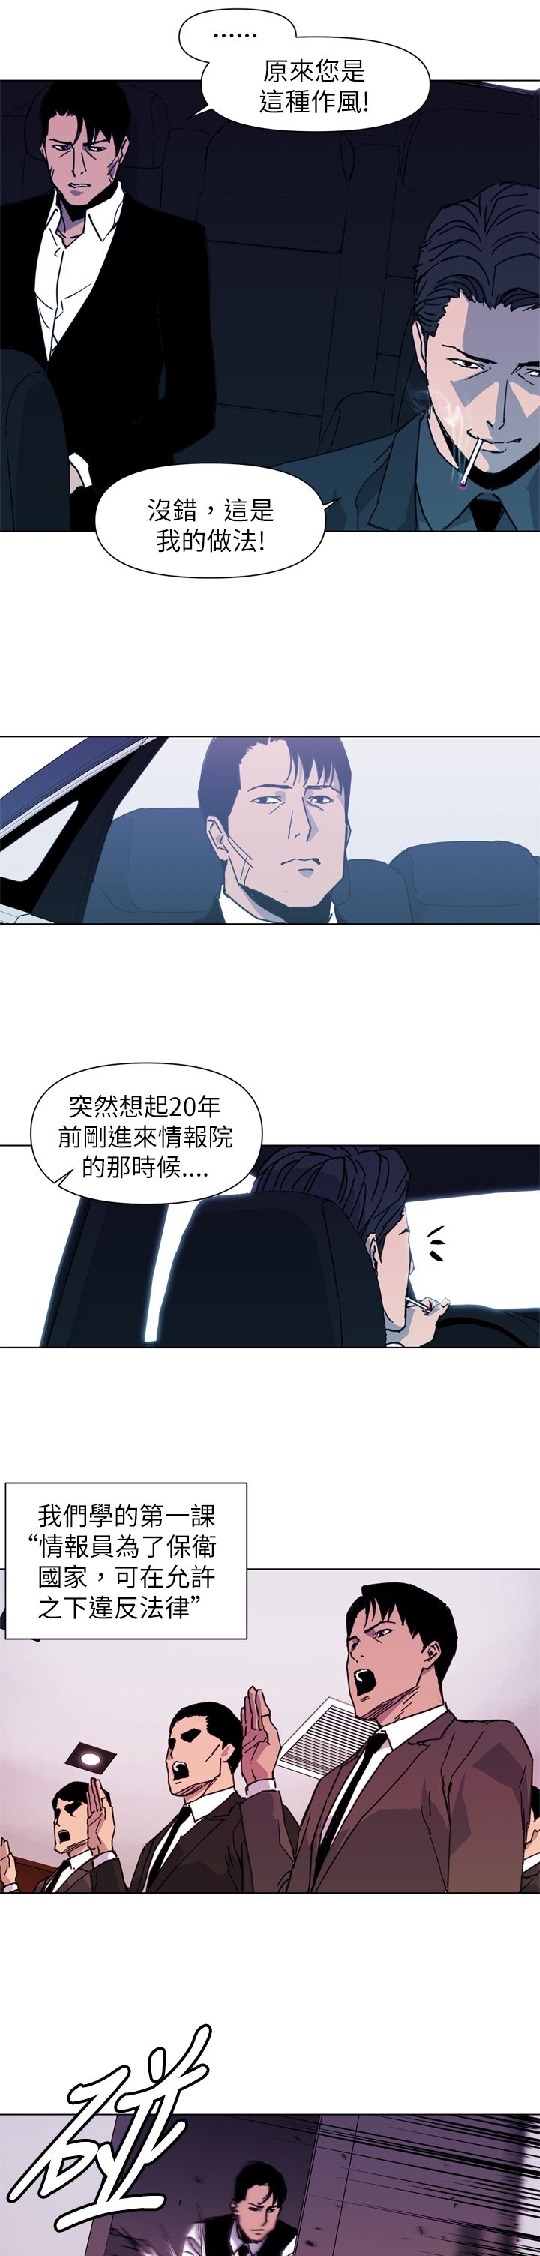 ……
原來您是
這種作風!
沒錯，這是
我的做法!
突然想起20年
前剛進來情報院
的那時候....
我們學的第一課
“情報員為了保衛
國家，可在允許
之下違反法律”
碰